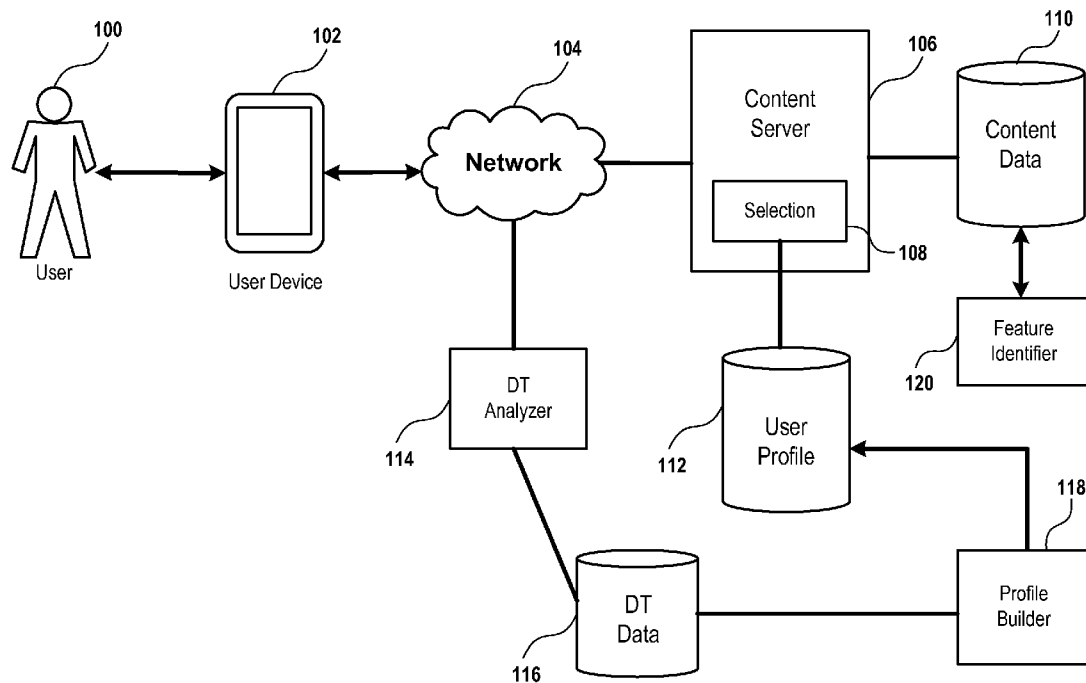 100
102
104
106
110
Content
Server
Content
Data
Network
Selection
108
User
User Device
Feature
Identifier
120
DT
Analyzer
114
User
Profile
112
118
DT
Data
116
Profile
Builder